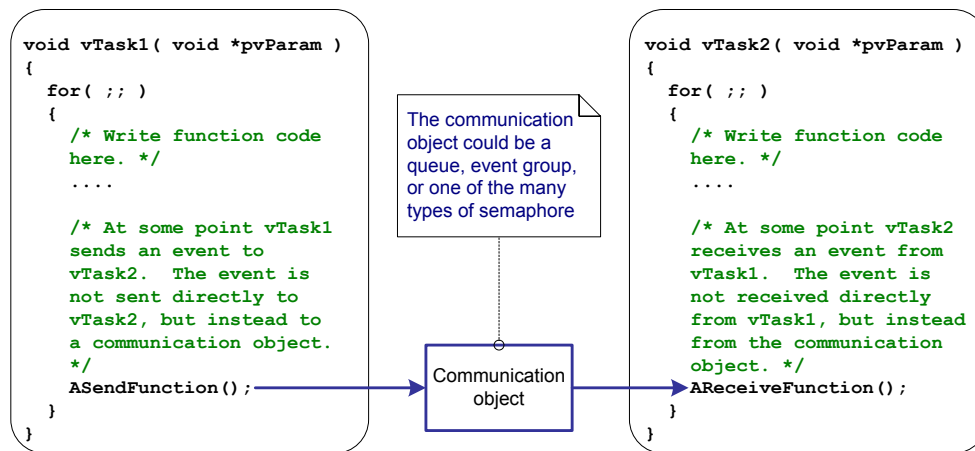 void vTask1( void *pvParam )
{
for( ;; )
{
/* Write function code
here. */
....
/* At some point vTask1
sends an event to
vTask2. The event is
not sent directly to
vTask2, but instead to
a communication object.
*/
ASendFunction();
}
}
The communication
object could be a
queue, event group,
or one of the many
types of semaphore
Communication
object
void vTask2( void *pvParam )
{
for( ;; )
{
/* Write function code
here. */
....
/* At some point vTask2
receives an event from
vTask1. The event is
not received directly
from vTask1, but instead
from the communication
object. */
AReceiveFunction();
}
}